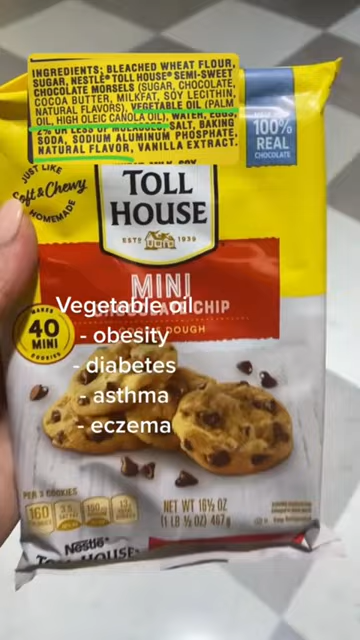 INGREDIENTS: BLEACHED WHEAT FLOUR,
SUGAR, NESTLÉ® TOLL HOUSE® SEMI-SWEET
CHOCOLATE MORSELS (SUGAR, CHOCOLATE,
COCOA BUTTER, MILKFAT, SOY LECITHIN,
NATURAL FLAVORS), VEGETABLE OIL (PALM
OIL, HIGH OLEIC CANOLA OIL), WATER, EGGS,
2% OR LESS OF MOLASSES, SALT, BAKING
SODA, SODIUM ALUMINUM PHOSPHATE,
NATURAL FLAVOR, VANILLA EXTRACT.
100%
REAL
CHOCOLATE
JUST LIKE
Soft & Chewy
HOMEMADE
TOLL
HOUSE
ESTD 1939
MINI
CHOCOLATE CHIP
COOKIE DOUGH
Vegetable oil
- obesity
- diabetes
- asthma
- eczema
MAKES
40
MINI
COOKIES
PER 3 COOKIES
160
NET WT 16½ OZ
(1 LB ½ OZ) 467 g
Nestlé
TOLL HOUSE